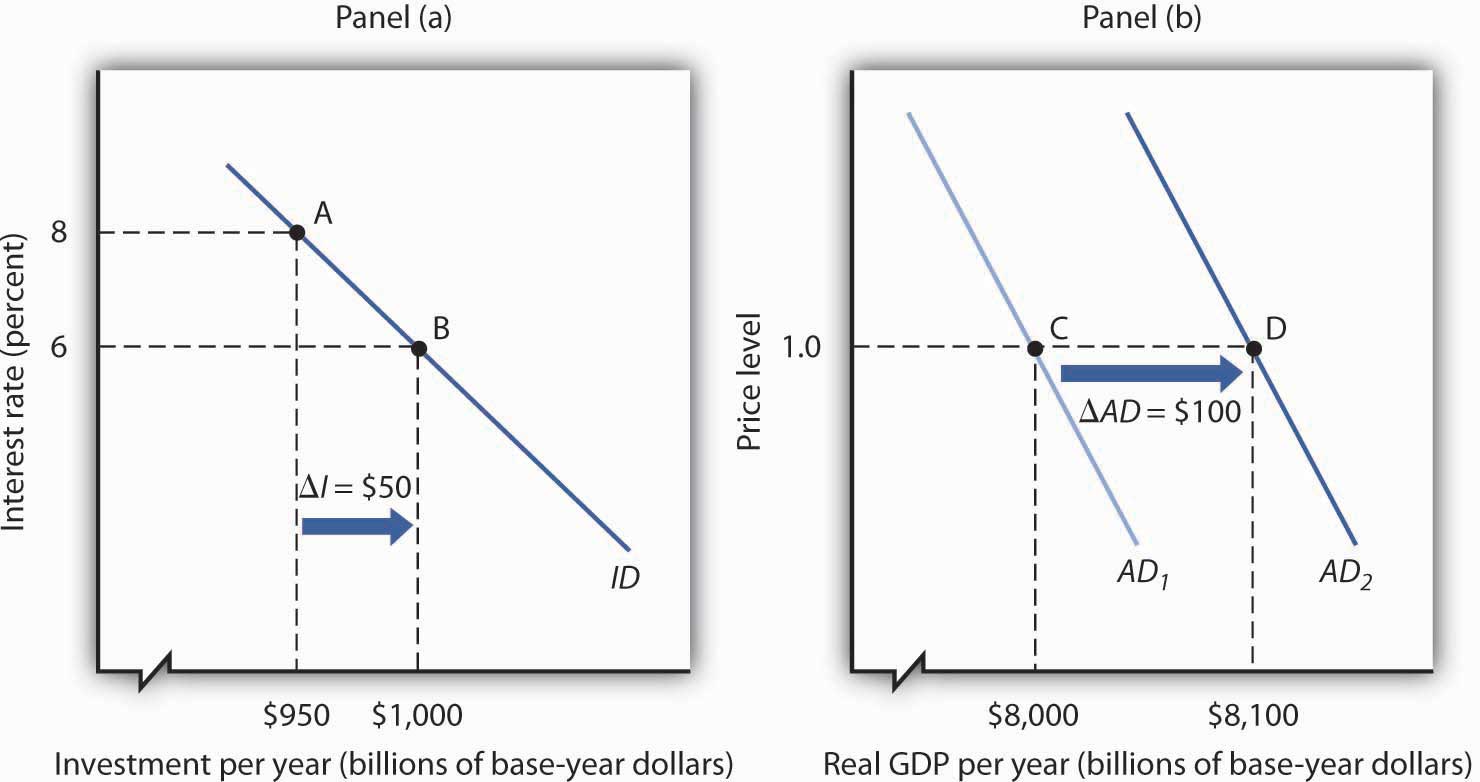 Panel (a)
Interest rate (percent)
8
6
A
B
ΔI = $50
ID
$950
$1,000
Investment per year (billions of base-year dollars)
Panel (b)
Price level
1.0
C
D
ΔAD = $100
AD1
AD2
$8,000
$8,100
Real GDP per year (billions of base-year dollars)